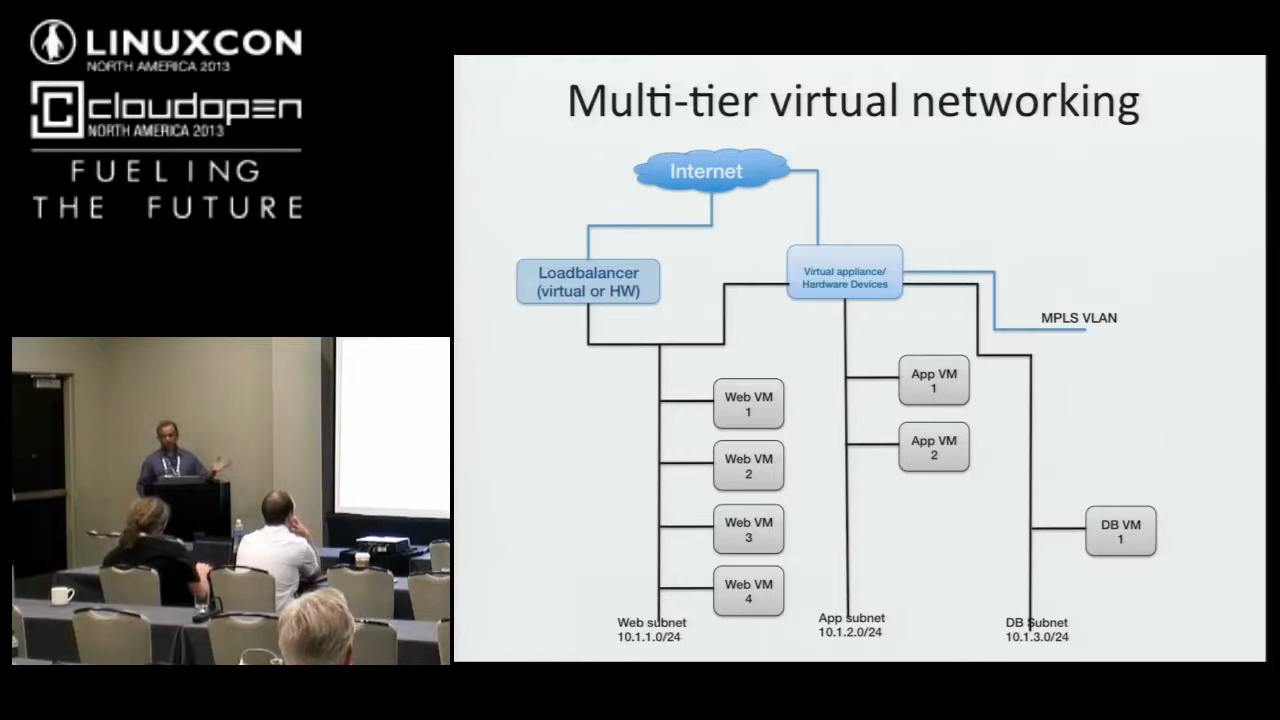 LINUXCON
NORTH AMERICA 2013
cloudopen
NORTH AMERICA 2013
FUELING
THE FUTURE
Multi-tier virtual networking
Internet
Loadbalancer
(virtual or HW)
Virtual appliance/
Hardware Devices
MPLS VLAN
Web VM
1
App VM
1
Web VM
2
App VM
2
Web VM
3
DB VM
1
Web VM
4
Web subnet
10.1.1.0/24
App subnet
10.1.2.0/24
DB Subnet
10.1.3.0/24